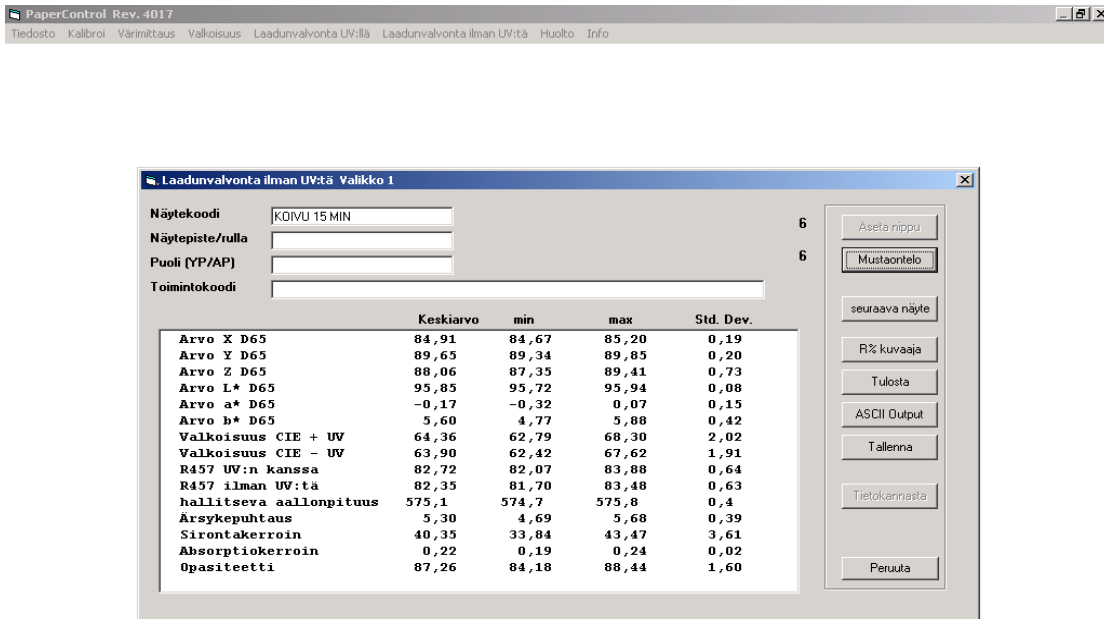 PaperControl Rev. 4017
Tiedosto Kalibroi Värimittaus Valkoisuus Laadunvalvonta UV:llä Laadunvalvonta ilman UV:tä Huolto Info
Laadunvalvonta ilman UV:tä Valikko 1
Näytekoodi KOIVU 15 MIN 6 Aseta nippu
Näytepiste/rulla
Puoli (YP/AP) 6 Mustaontelo
Toimintokoodi
seuraava näyte
Keskiarvo min max Std. Dev.
Arvo X D65 84,91 84,67 85,20 0,19
Arvo Y D65 89,65 89,34 89,85 0,20
Arvo Z D65 88,06 87,35 89,41 0,73
Arvo L* D65 95,85 95,72 95,94 0,08
Arvo a* D65 -0,17 -0,32 0,07 0,15
Arvo b* D65 5,60 4,77 5,88 0,42
Valkoisuus CIE + UV 64,36 62,79 68,30 2,02
Valkoisuus CIE - UV 63,90 62,42 67,62 1,91
R457 UV:n kanssa 82,72 82,07 83,88 0,64
R457 ilman UV:tä 82,35 81,70 83,48 0,63
hallitseva aallonpituus 575,1 574,7 575,8 0,4
Ärsykepuhtaus 5,30 4,69 5,68 0,39
Sirontakerroin 40,35 33,84 43,47 3,61
Absorptiokerroin 0,22 0,19 0,24 0,02
Opasiteetti 87,26 84,18 88,44 1,60
R% kuvaaja
Tulosta
ASCII Output
Tallenna
Tietokannasta
Peruuta